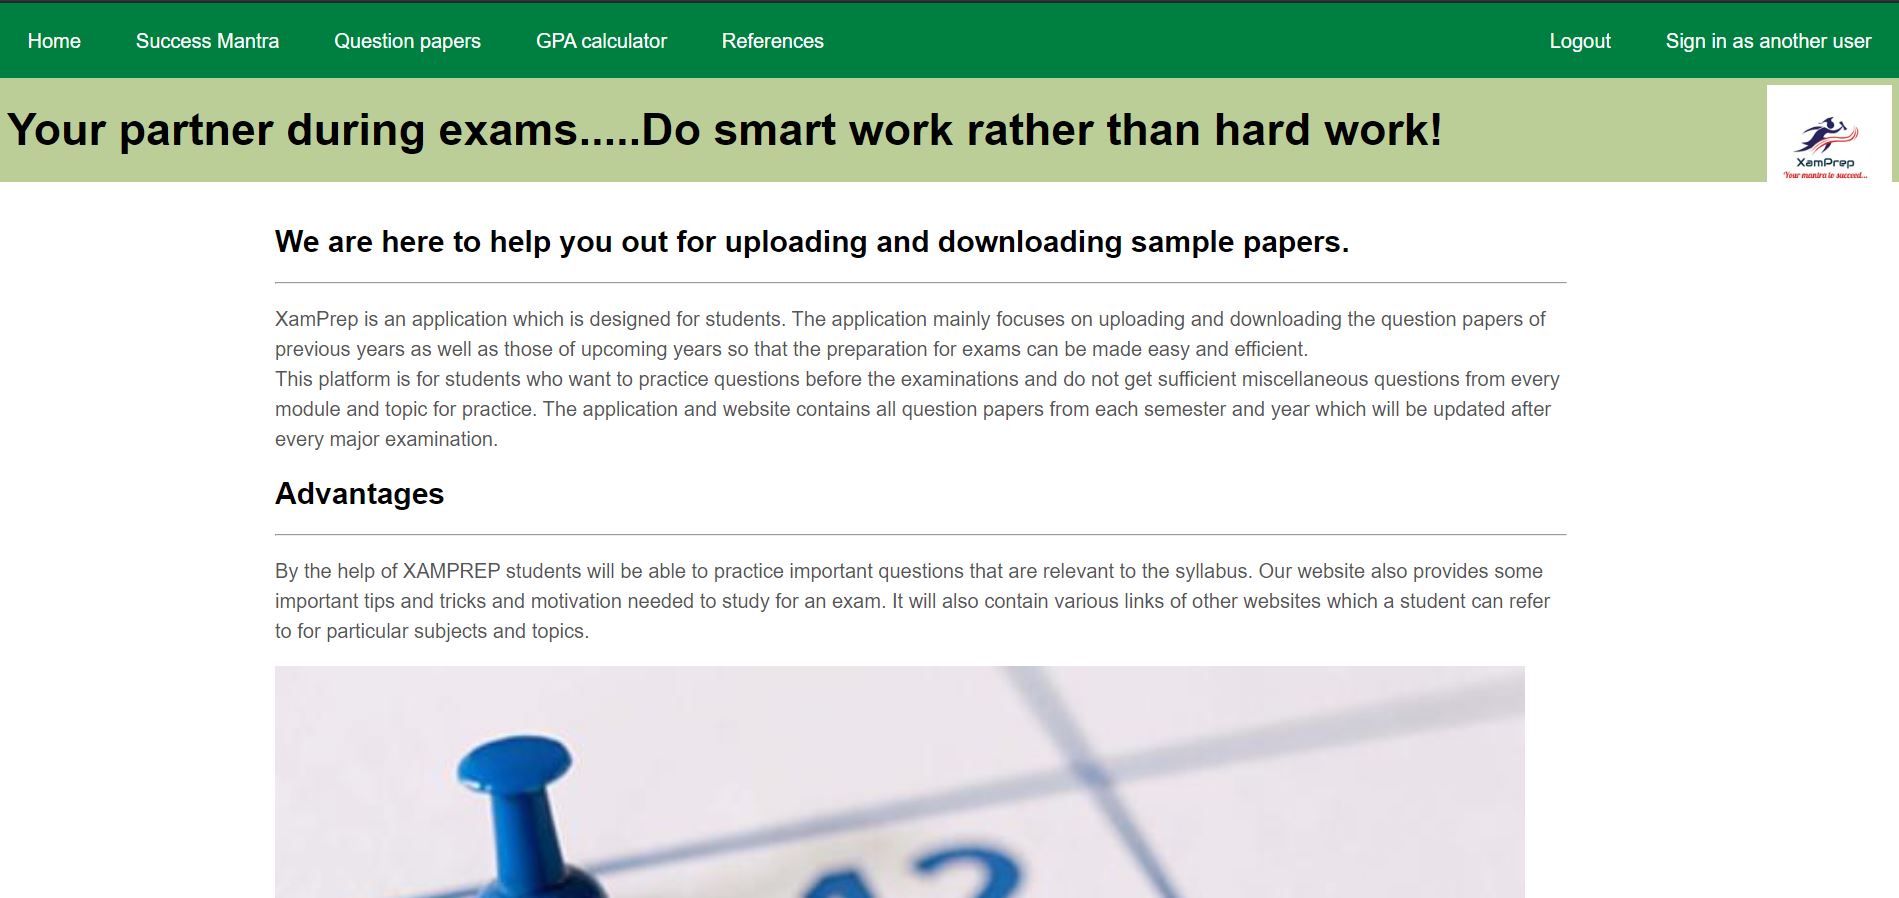 Home Success Mantra Question papers GPA calculator References Logout Sign in as another user
Your partner during exams.....Do smart work rather than hard work!
XamPrep
Your mantra to succeed...
We are here to help you out for uploading and downloading sample papers.
XamPrep is an application which is designed for students. The application mainly focuses on uploading and downloading the question papers of
previous years as well as those of upcoming years so that the preparation for exams can be made easy and efficient.
This platform is for students who want to practice questions before the examinations and do not get sufficient miscellaneous questions from every
module and topic for practice. The application and website contains all question papers from each semester and year which will be updated after
every major examination.
Advantages
By the help of XAMPREP students will be able to practice important questions that are relevant to the syllabus. Our website also provides some
important tips and tricks and motivation needed to study for an exam. It will also contain various links of other websites which a student can refer
to for particular subjects and topics.